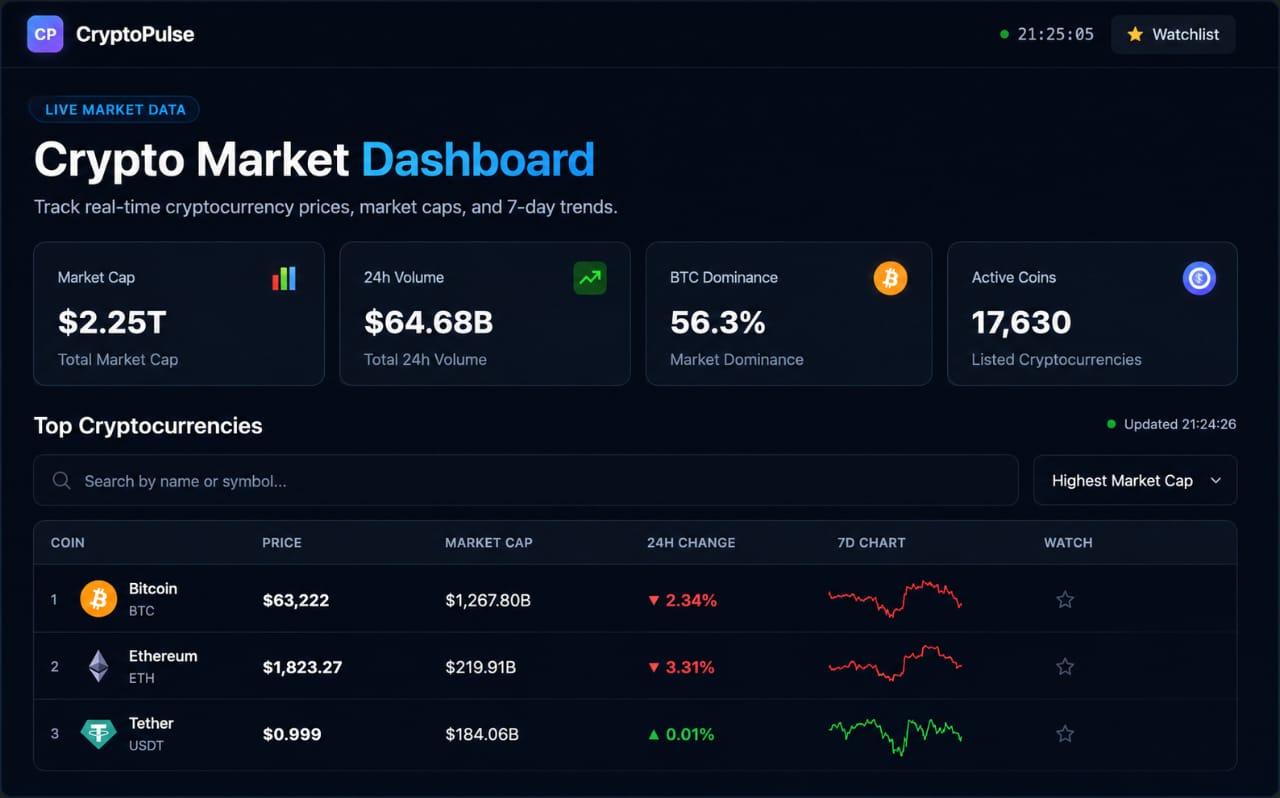 CP CryptoPulse 21:25:05 Watchlist
LIVE MARKET DATA
Crypto Market Dashboard
Track real-time cryptocurrency prices, market caps, and 7-day trends.
Market Cap 24h Volume BTC Dominance Active Coins
$2.25T $64.68B 56.3% 17,630
Total Market Cap Total 24h Volume Market Dominance Listed Cryptocurrencies
Top Cryptocurrencies Updated 21:24:26
Search by name or symbol... Highest Market Cap
COIN PRICE MARKET CAP 24H CHANGE 7D CHART WATCH
1 Bitcoin BTC $63,222 $1,267.80B ▼ 2.34%
2 Ethereum ETH $1,823.27 $219.91B ▼ 3.31%
3 Tether USDT $0.999 $184.06B ▲ 0.01%